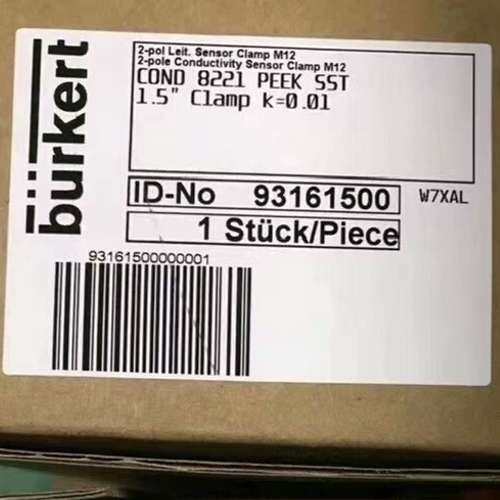 bürkert
2-pol Leit. Sensor Clamp M12
2-pole Conductivity Sensor Clamp M12
COND 8221 PEEK SST
1.5" Clamp k=0.01
ID-No 93161500
W7XAL
1 Stück/Piece
93161500000001